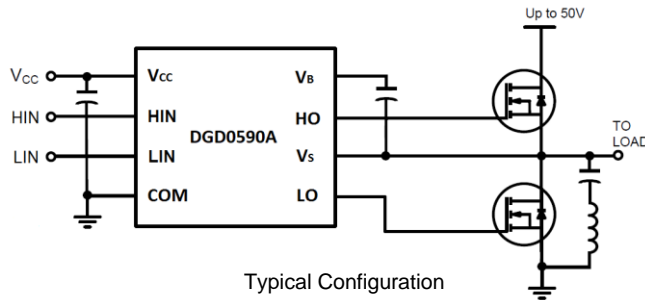 Up to 50V
VCC
VCC
VB
HIN
HIN
HO
DGD0590A
TO
LOAD
LIN
LIN
VS
COM
LO
Typical Configuration